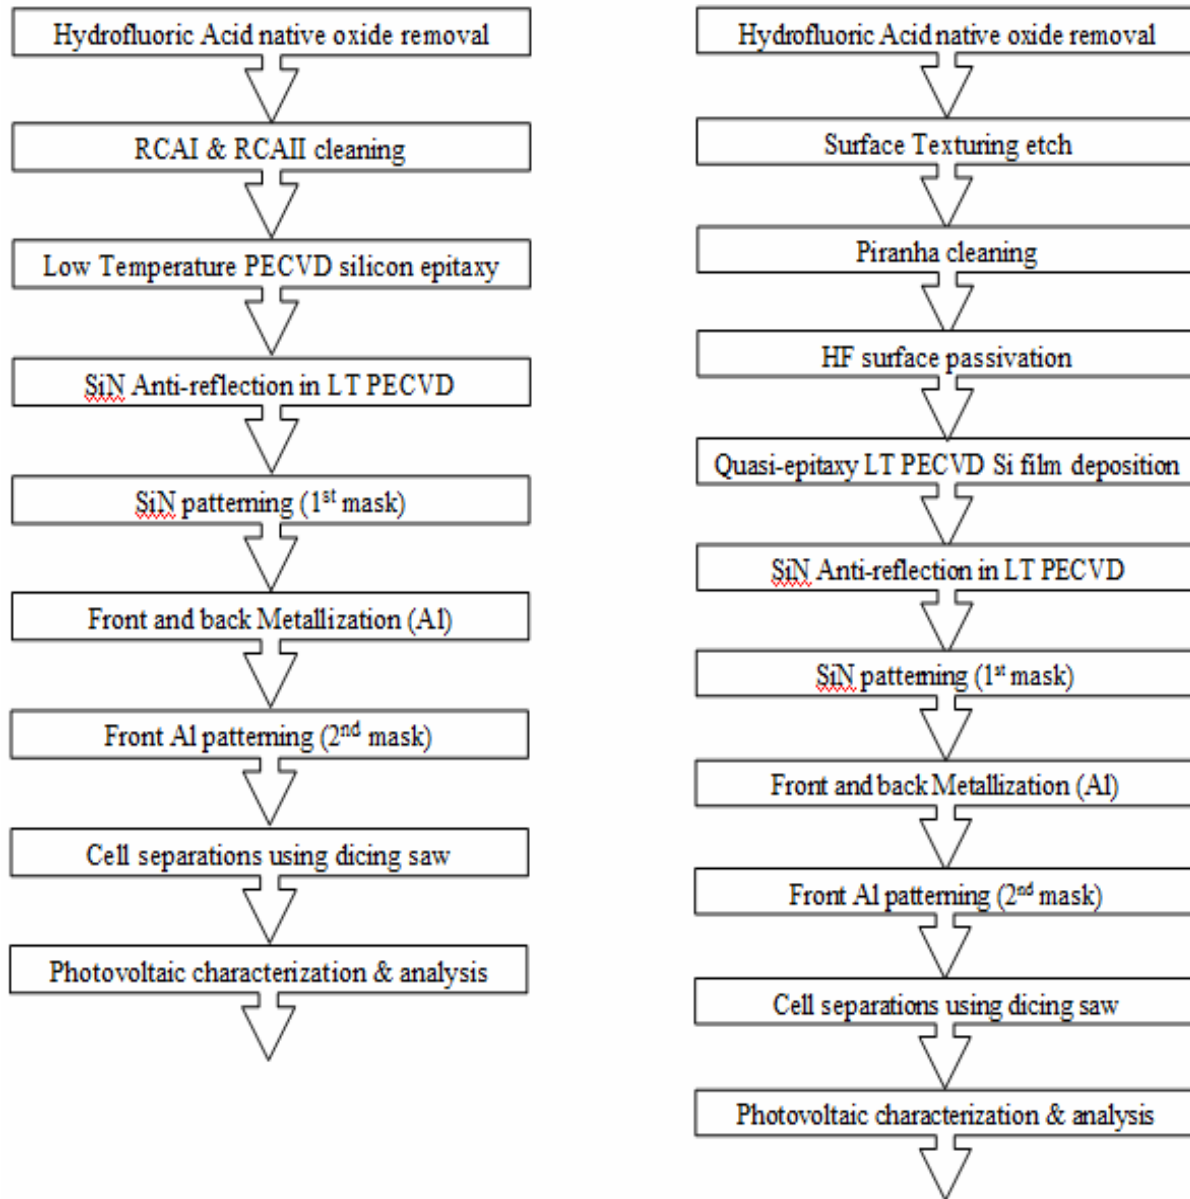 Hydrofluoric Acid native oxide removal
RCAI & RCAII cleaning
Low Temperature PECVD silicon epitaxy
SiN Anti-reflection in LT PECVD
SiN patterning (1st mask)
Front and back Metallization (Al)
Front Al patterning (2nd mask)
Cell separations using dicing saw
Photovoltaic characterization & analysis
Hydrofluoric Acid native oxide removal
Surface Texturing etch
Piranha cleaning
HF surface passivation
Quasi-epitaxy LT PECVD Si film deposition
SiN Anti-reflection in LT PECVD
SiN patterning (1st mask)
Front and back Metallization (Al)
Front Al patterning (2nd mask)
Cell separations using dicing saw
Photovoltaic characterization & analysis